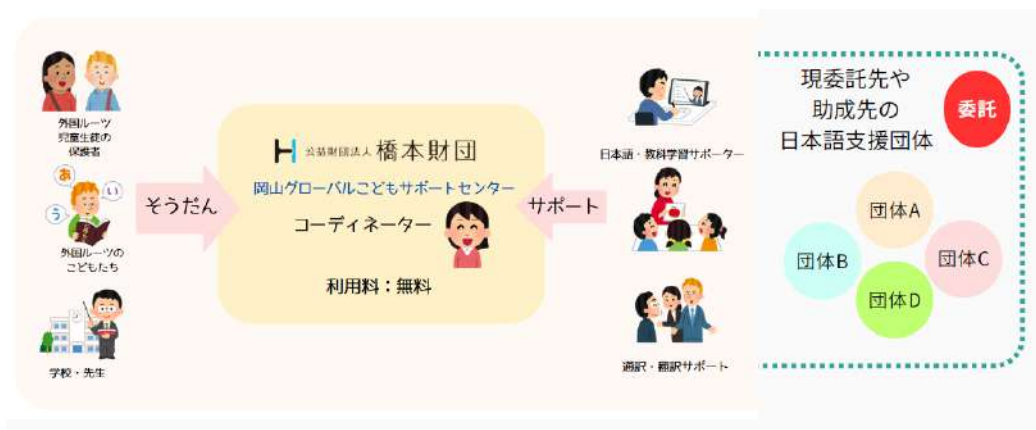 外国ルーツ
児童生徒の
保護者
あ
い
う
外国ルーツの
こどもたち
学校・先生
そうだん
公益財団法人 橋本財団
岡山グローバルこどもサポートセンター
コーディネーター
利用料：無料
サポート
日本語・教科学習サポーター
通訳・翻訳サポート
現委託先や
助成先の
日本語支援団体
委託
団体A
団体B
団体C
団体D